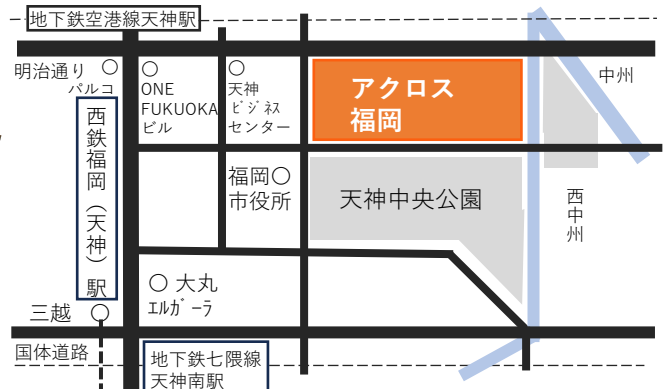 地下鉄空港線天神駅
明治通り
パルコ
ONE
FUKUOKA
ビル
天神
ビジネス
センター
アクロス
福岡
中州
西鉄福岡（天神）駅
福岡
市役所
天神中央公園
西中州
大丸
エルガーラ
三越
国体道路
地下鉄七隈線
天神南駅